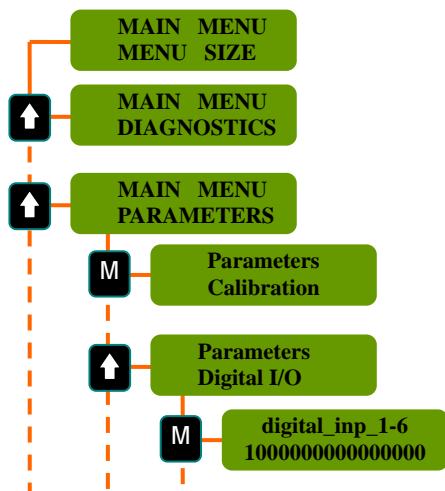 MAIN MENU
MENU SIZE
MAIN MENU
DIAGNOSTICS
MAIN MENU
PARAMETERS
M
Parameters
Calibration
Parameters
Digital I/O
M
digital_inp_1-6
1000000000000000